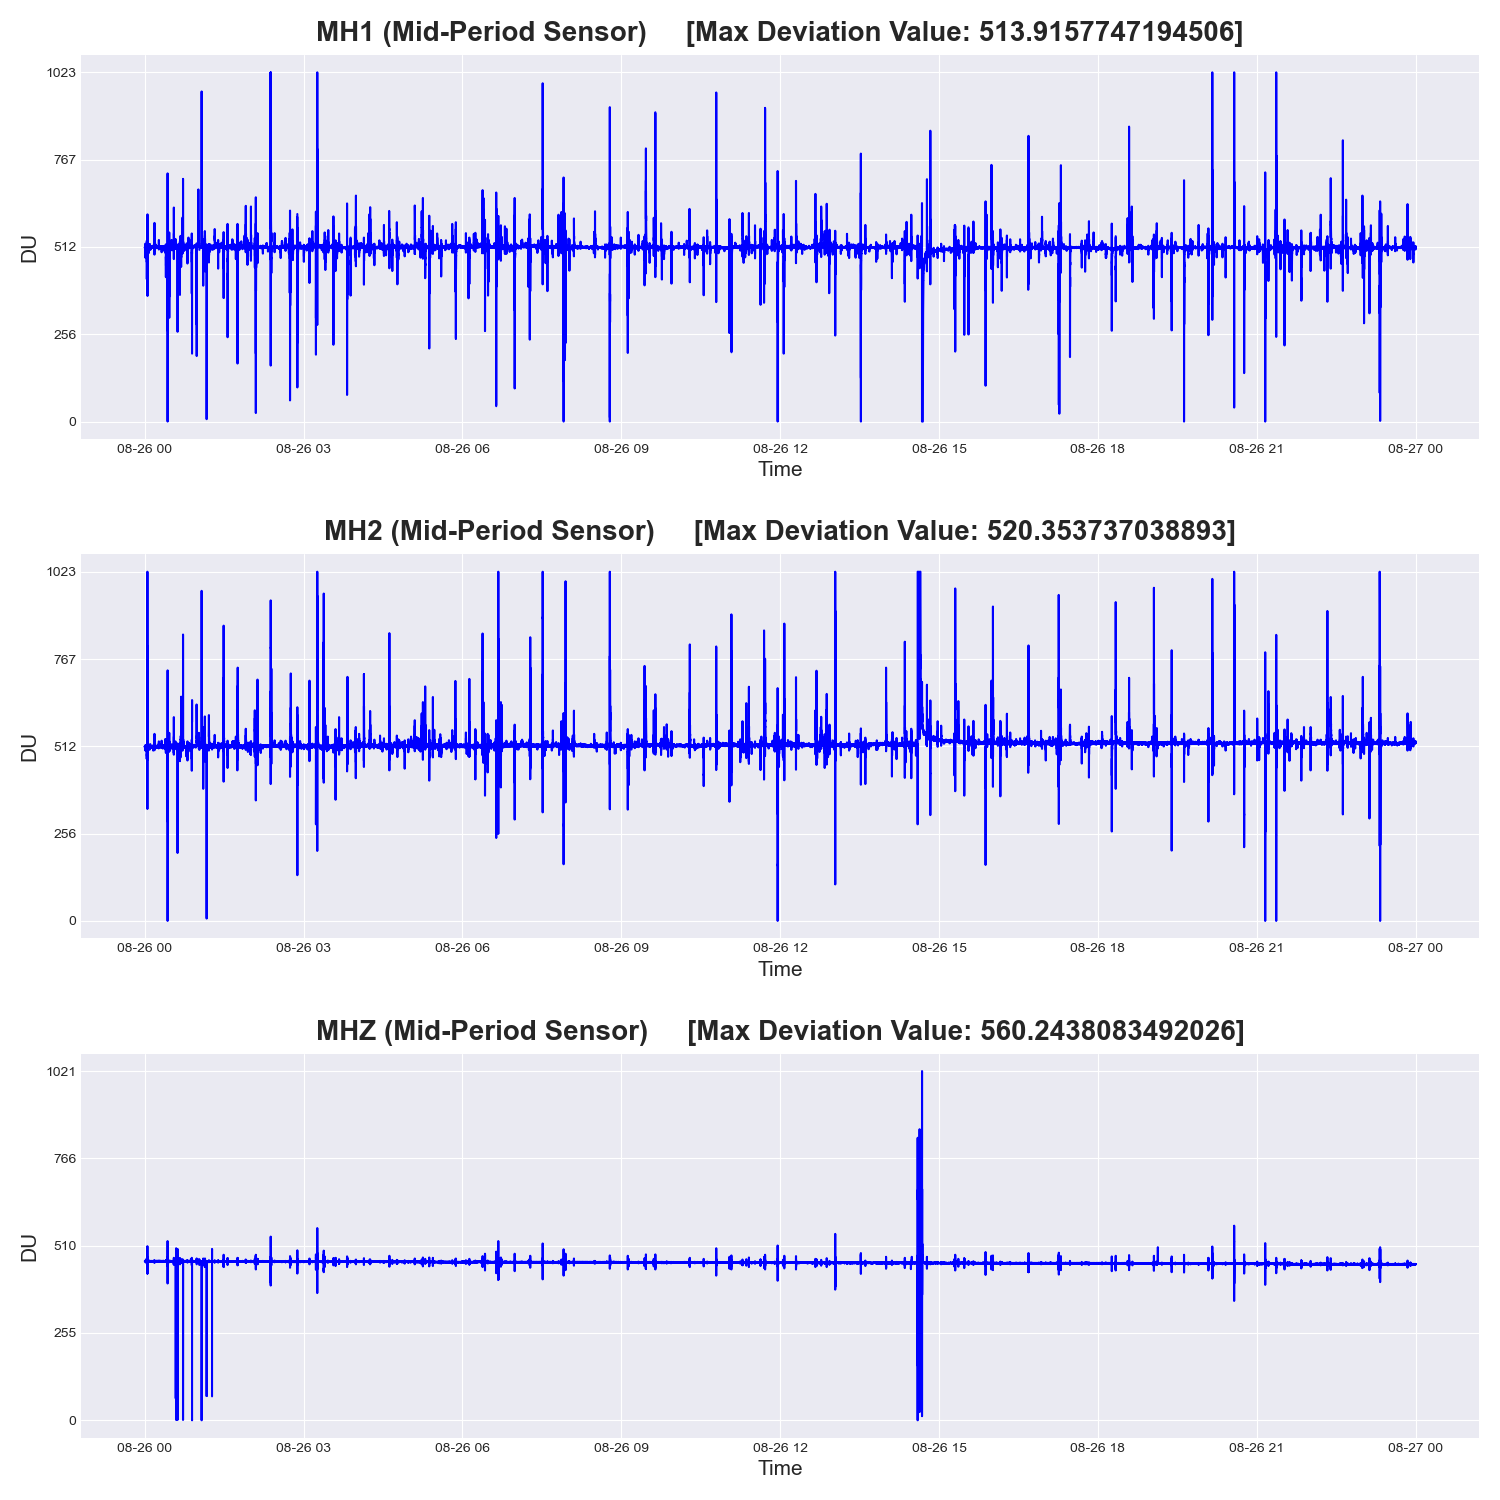 MH1 (Mid-Period Sensor) [Max Deviation Value: 513.9157747194506]
1023
767
512
256
0
DU
08-26 00 08-26 03 08-26 06 08-26 09 08-26 12 08-26 15 08-26 18 08-26 21 08-27 00
Time
MH2 (Mid-Period Sensor) [Max Deviation Value: 520.353737038893]
1023
767
512
256
0
DU
08-26 00 08-26 03 08-26 06 08-26 09 08-26 12 08-26 15 08-26 18 08-26 21 08-27 00
Time
MHZ (Mid-Period Sensor) [Max Deviation Value: 560.2438083492026]
1021
766
510
255
0
DU
08-26 00 08-26 03 08-26 06 08-26 09 08-26 12 08-26 15 08-26 18 08-26 21 08-27 00
Time